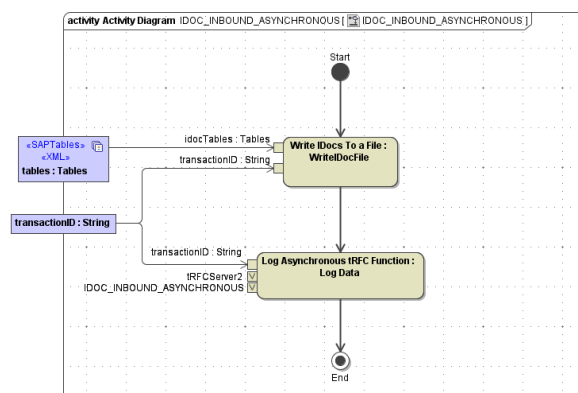 activity Activity Diagram IDOC_INBOUND_ASYNCHRONOUS [ IDOC_INBOUND_ASYNCHRONOUS ]
Start
«SAPTables»
«XML»
tables : Tables
idocTables : Tables
transactionID : String
Write IDocs To a File :
WriteIDocFile
transactionID : String
transactionID : String
tRFCServer2
IDOC_INBOUND_ASYNCHRONOUS
Log Asynchronous tRFC Function :
Log Data
End